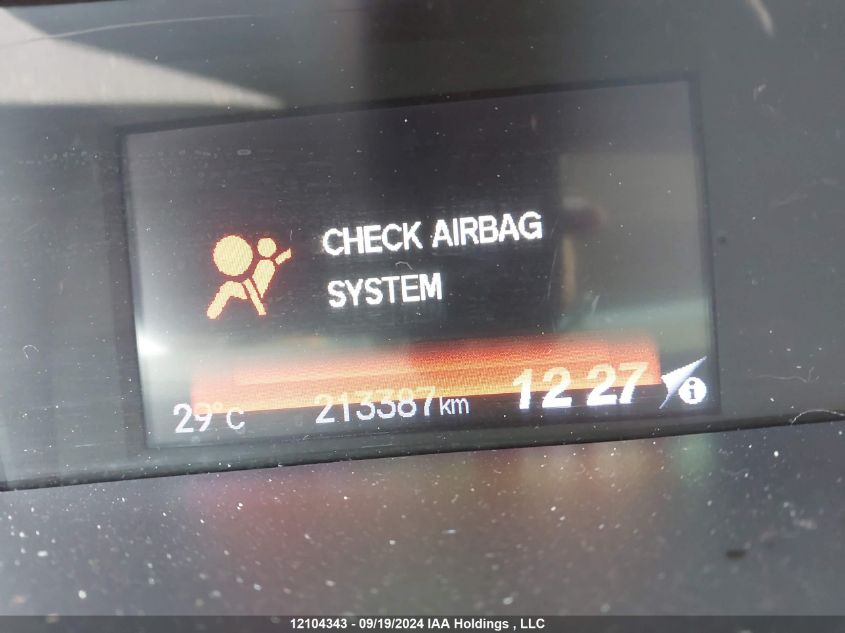 CHECK AIRBAG
SYSTEM
29°C 213387km 12 27 i
12104343 - 09/19/2024 IAA Holdings , LLC